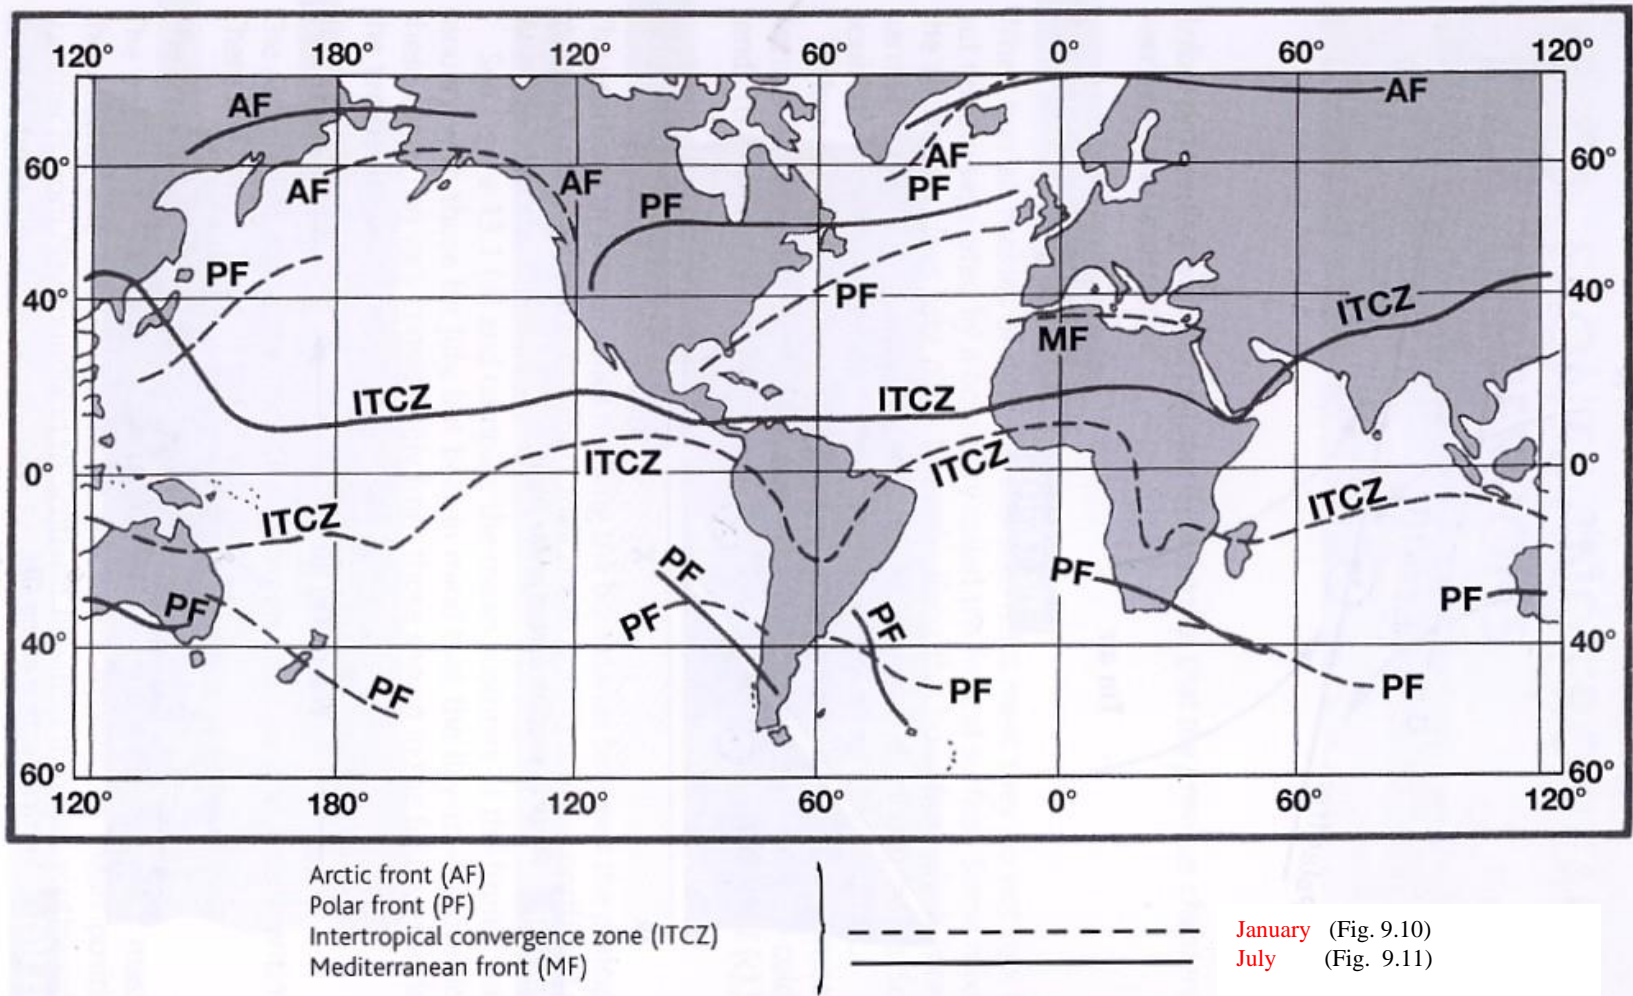 120° 180° 120° 60° 0° 60° 120°
120°
AF
AF
AF
60°
60°
AF
AF
PF
PF
PF
40°
PF
ITCZ
40°
MF
ITCZ
ITCZ
0°
ITCZ
ITCZ
0°
ITCZ
ITCZ
PF
PF
PF
PF
PF
PF
40°
40°
PF
PF
PF
60°
60°
120° 180° 120° 60° 0° 60° 120°
Arctic front (AF)
Polar front (PF)
Intertropical convergence zone (ITCZ)
Mediterranean front (MF)
January (Fig. 9.10)
July (Fig. 9.11)